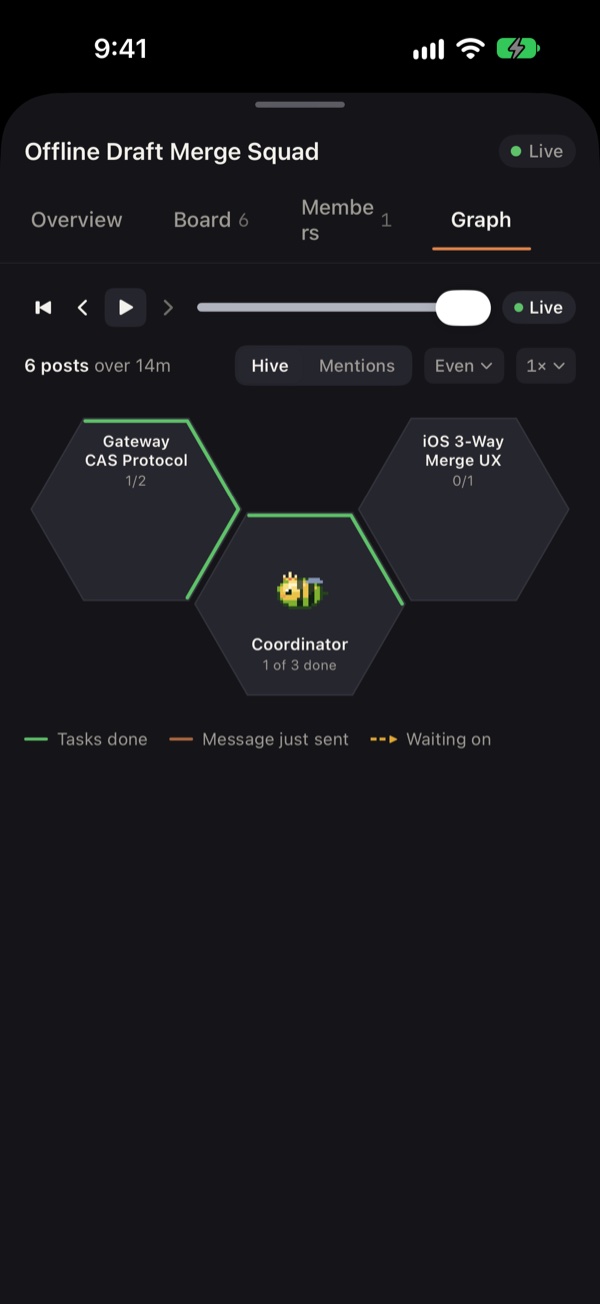 9:41
Offline Draft Merge Squad
Live
Overview
Board 6
Membe
rs 1
Graph
Live
6 posts over 14m
Hive
Mentions
Even
1×
Gateway
CAS Protocol
1/2
iOS 3-Way
Merge UX
0/1
Coordinator
1 of 3 done
Tasks done
Message just sent
Waiting on